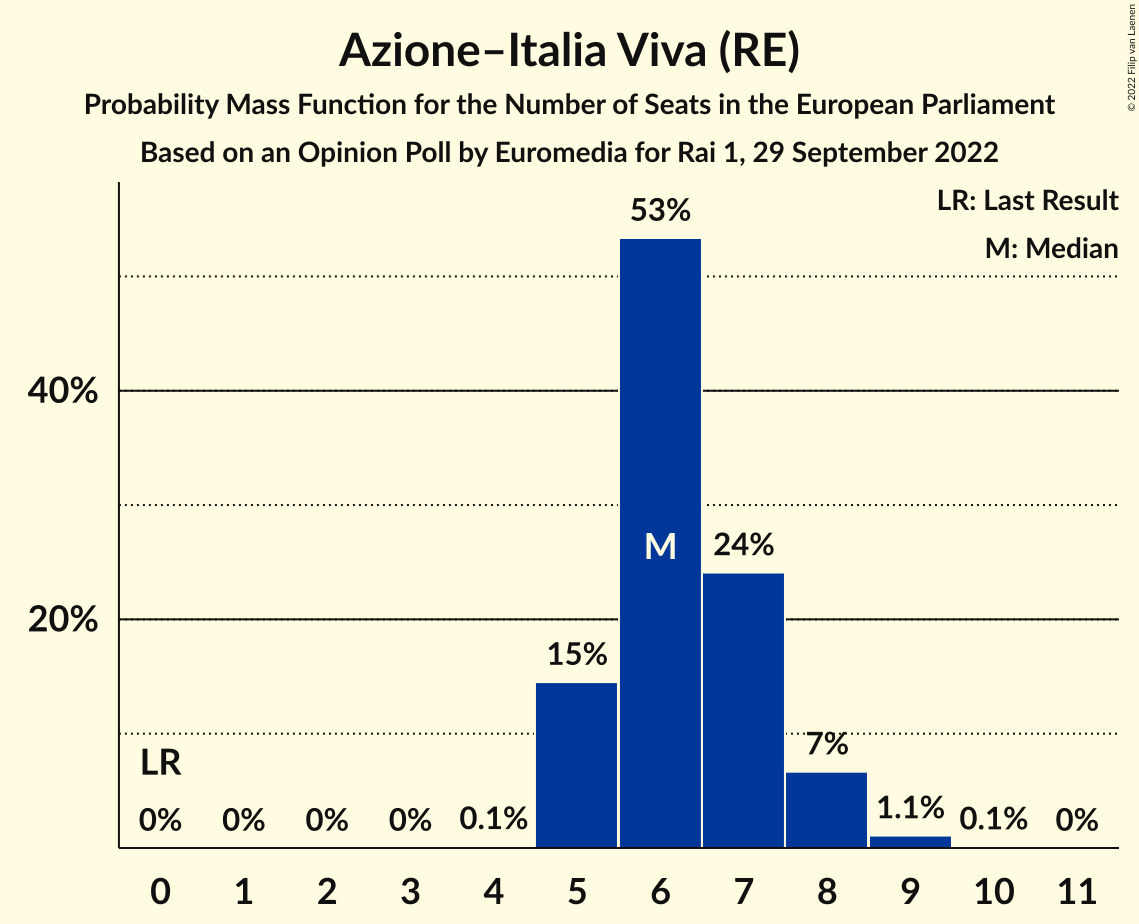 Azione–Italia Viva (RE)
Probability Mass Function for the Number of Seats in the European Parliament
Based on an Opinion Poll by Euromedia for Rai 1, 29 September 2022
© 2022 Filip van Laenen
LR: Last Result
M: Median
53%
40%
M
24%
20%
15%
7%
LR
0% 0% 0% 0% 0.1% 1.1% 0.1% 0%
0 1 2 3 4 5 6 7 8 9 10 11